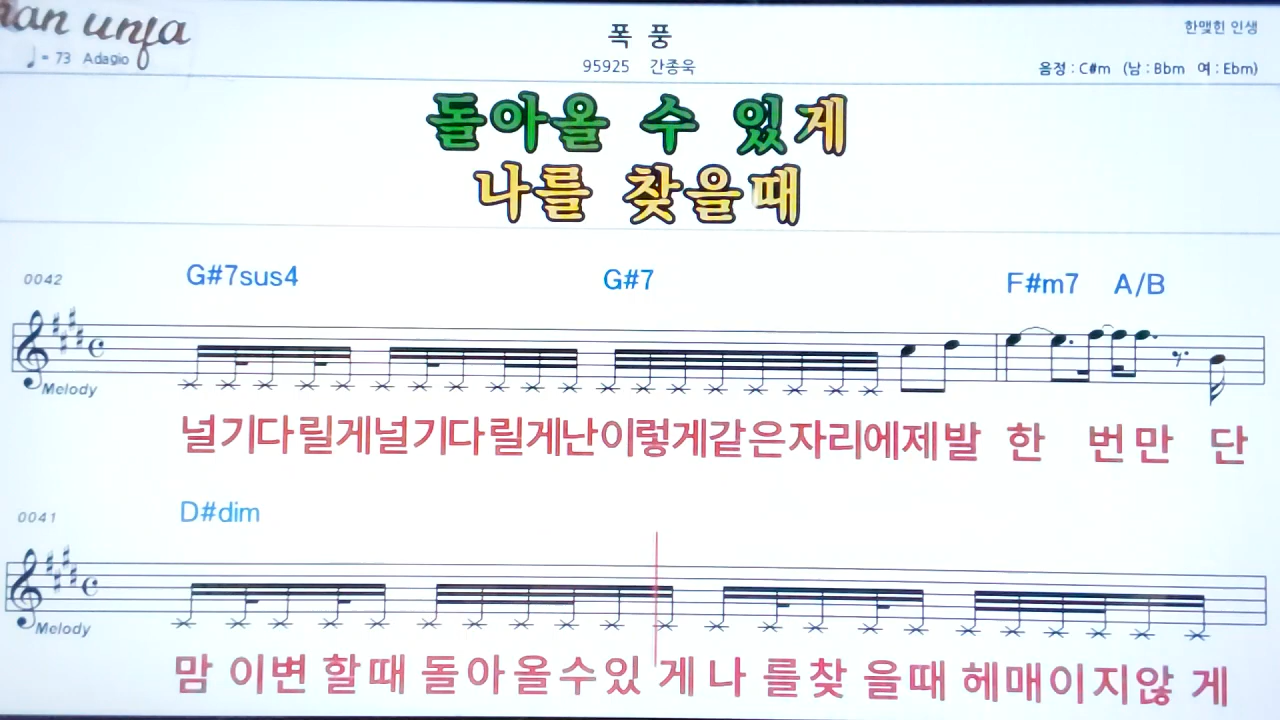 han unja
♩= 73 Adagio
폭 풍
95925 간종욱
한맺힌 인생
음정 : C#m (남 : Bbm 여 : Ebm)
돌아올 수 있게
나를 찾을때
0042
G#7sus4 G#7 F#m7 A/B
Melody
널기다릴게널기다릴게난이렇게같은자리에제발 한 번만 단
0041
D#dim
Melody
맘 이변 할때 돌아올수있 게나 를찾 을때 헤매이지않 게